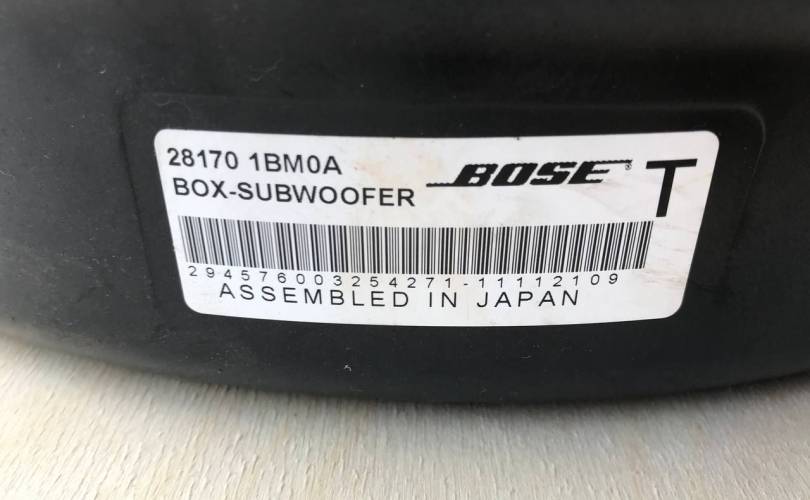 28170 1BM0A
BOX-SUBWOOFER
BOSE® T
294576003254271-11112109
ASSEMBLED IN JAPAN